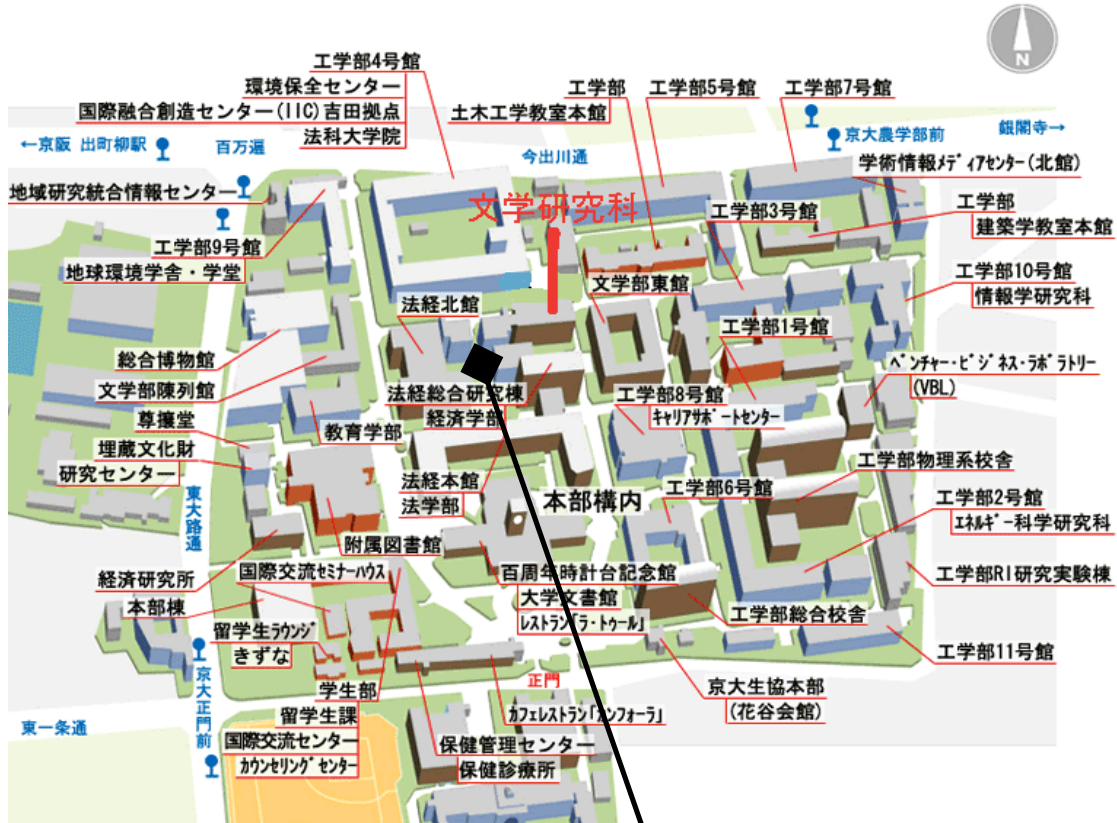 N
工学部4号館
環境保全センター
国際融合創造センター(IIC)吉田拠点
法科大学院
工学部
土木工学教室本館
工学部5号館
工学部7号館
京大農学部前
銀閣寺→
←京阪 出町柳駅
百万遍
今出川通
学術情報ﾒﾃﾞｨｱｾﾝﾀｰ(北館)
地域研究統合情報センター
文学研究科
工学部3号館
工学部
建築学教室本館
工学部9号館
地球環境学舎・学堂
工学部10号館
情報学研究科
文学部東館
法経北館
工学部1号館
総合博物館
ﾍﾞﾝﾁｬｰ・ﾋﾞｼﾞﾈｽ・ﾗﾎﾞﾗﾄﾘｰ
(VBL)
文学部陳列館
法経総合研究棟
経済学部
工学部8号館
ｷｬﾘｱｻﾎﾟｰﾄｾﾝﾀｰ
尊攘堂
教育学部
埋蔵文化財
研究センター
工学部物理系校舎
法経本館
法学部
本部構内
工学部6号館
工学部2号館
ｴﾈﾙｷﾞｰ科学研究科
東大路通
附属図書館
経済研究所
国際交流ｾﾐﾅｰﾊｳｽ
百周年時計台記念館
大学文書館
ﾚｽﾄﾗﾝ｢ラ・トゥール｣
工学部RI研究実験棟
本部棟
工学部総合校舎
留学生ﾗｳﾝｼﾞ
きずな
工学部11号館
正門
京大正門前
学生部
留学生課
国際交流センター
ｶｳﾝｾﾘﾝｸﾞｾﾝﾀｰ
京大生協本部
(花谷会館)
ｶﾌｪﾚｽﾄﾗﾝ｢カンフォーラ｣
東一条通
保健管理センター
保健診療所